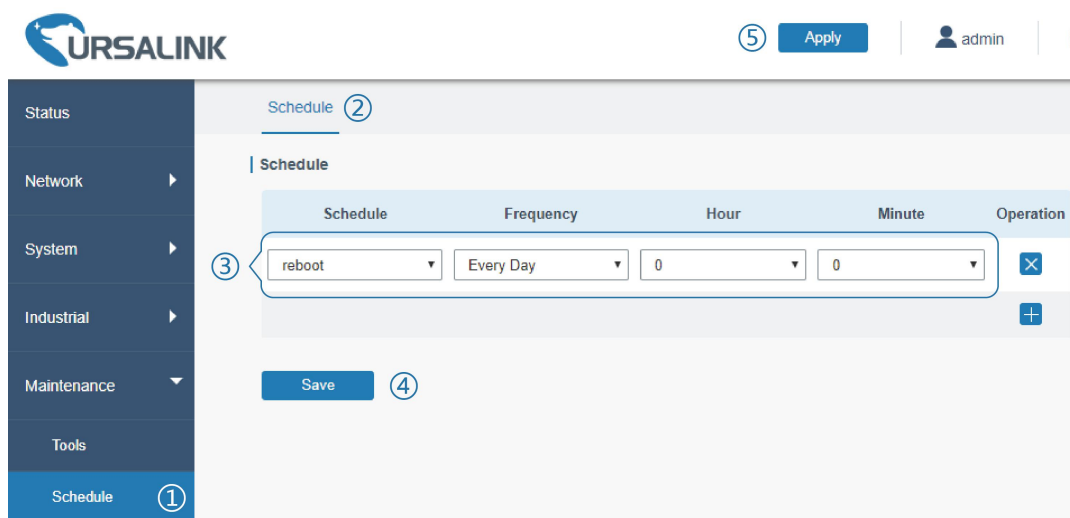 URSALINK
⑤ Apply admin
Status
Network
System
Industrial
Maintenance
Tools
Schedule ①
Schedule ②
Schedule
Schedule Frequency Hour Minute Operation
③ reboot Every Day 0 0
Save ④